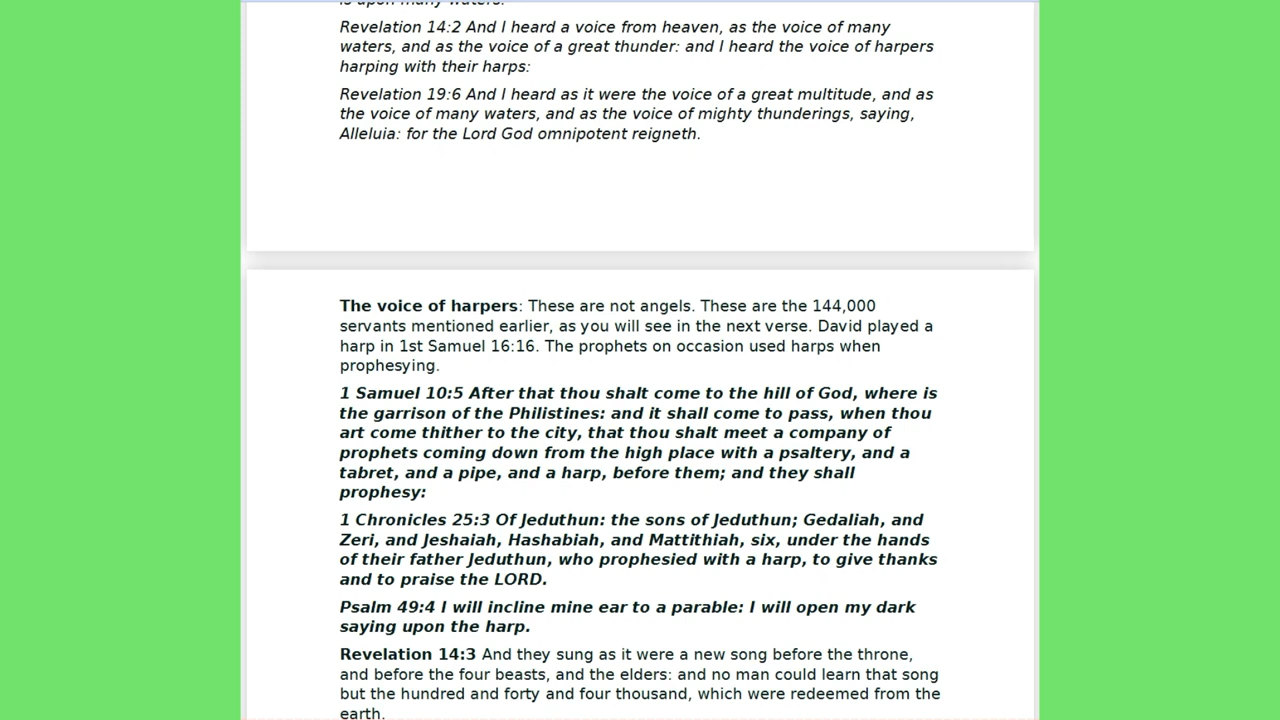 is upon many waters.
Revelation 14:2 And I heard a voice from heaven, as the voice of many
waters, and as the voice of a great thunder: and I heard the voice of harpers
harping with their harps:
Revelation 19:6 And I heard as it were the voice of a great multitude, and as
the voice of many waters, and as the voice of mighty thunderings, saying,
Alleluia: for the Lord God omnipotent reigneth.
The voice of harpers: These are not angels. These are the 144,000
servants mentioned earlier, as you will see in the next verse. David played a
harp in 1st Samuel 16:16. The prophets on occasion used harps when
prophesying.
1 Samuel 10:5 After that thou shalt come to the hill of God, where is
the garrison of the Philistines: and it shall come to pass, when thou
art come thither to the city, that thou shalt meet a company of
prophets coming down from the high place with a psaltery, and a
tabret, and a pipe, and a harp, before them; and they shall
prophesy:
1 Chronicles 25:3 Of Jeduthun: the sons of Jeduthun; Gedaliah, and
Zeri, and Jeshaiah, Hashabiah, and Mattithiah, six, under the hands
of their father Jeduthun, who prophesied with a harp, to give thanks
and to praise the LORD.
Psalm 49:4 I will incline mine ear to a parable: I will open my dark
saying upon the harp.
Revelation 14:3 And they sung as it were a new song before the throne,
and before the four beasts, and the elders: and no man could learn that song
but the hundred and forty and four thousand, which were redeemed from the
earth.